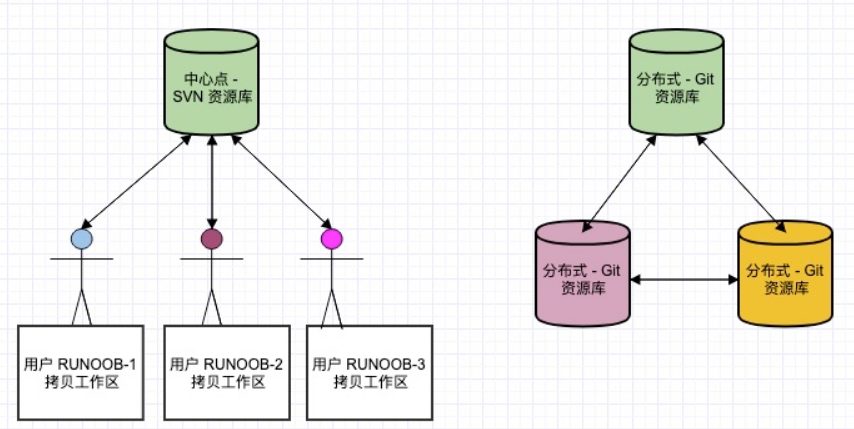 中心点 -
SVN 资源库
用户 RUNOOB-1
拷贝工作区
用户 RUNOOB-2
拷贝工作区
用户 RUNOOB-3
拷贝工作区
分布式 - Git
资源库
分布式 - Git
资源库
分布式 - Git
资源库